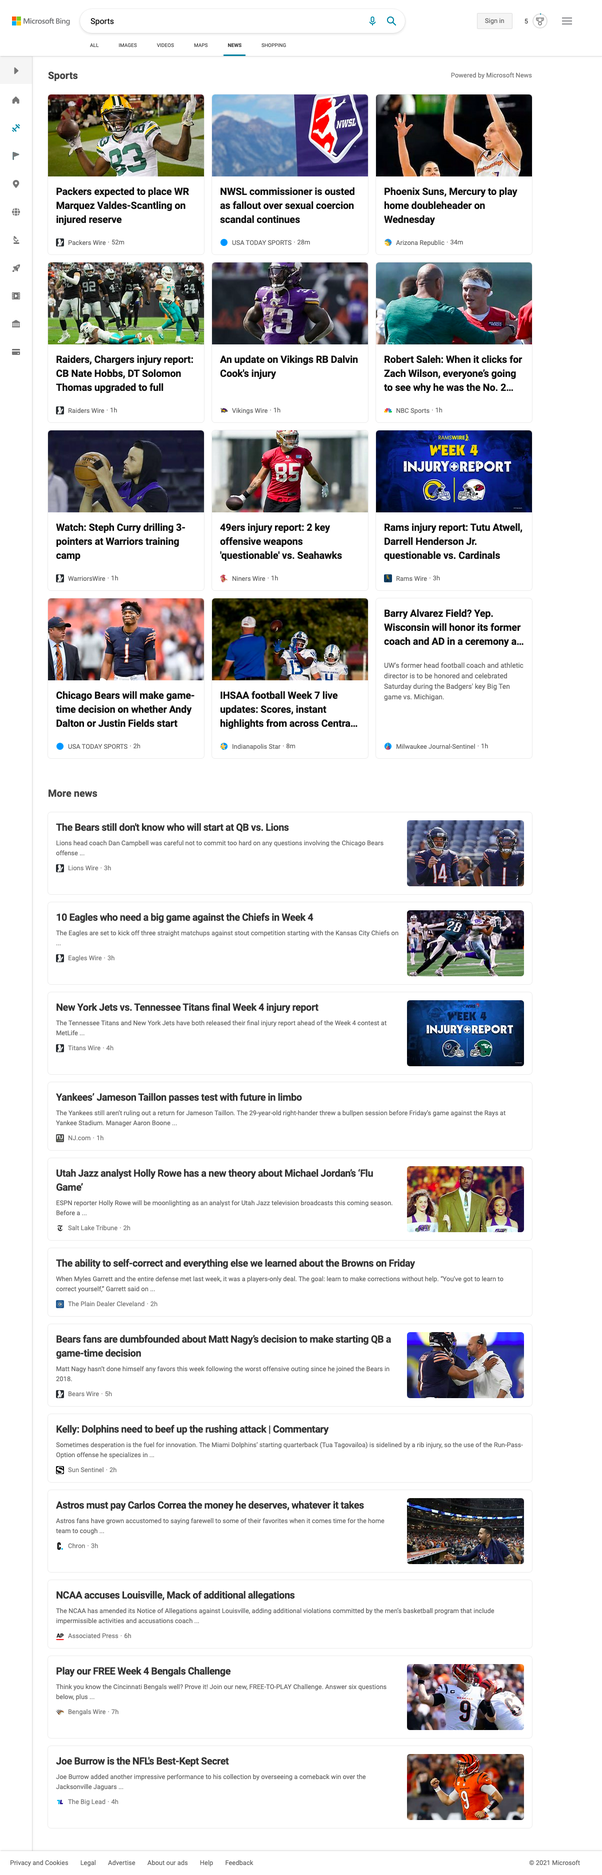 Microsoft Bing
Sports
Sign in
5
ALL IMAGES VIDEOS MAPS NEWS SHOPPING
Sports
Powered by Microsoft News
83
NWSL
Packers expected to place WR
Marquez Valdes-Scantling on
injured reserve
Packers Wire · 52m
NWSL commissioner is ousted
as fallout over sexual coercion
scandal continues
USA TODAY SPORTS · 28m
Phoenix Suns, Mercury to play
home doubleheader on
Wednesday
Arizona Republic · 34m
92
24
33
Raiders, Chargers injury report:
CB Nate Hobbs, DT Solomon
Thomas upgraded to full
Raiders Wire · 1h
An update on Vikings RB Dalvin
Cook's injury
Vikings Wire · 1h
Robert Saleh: When it clicks for
Zach Wilson, everyone's going
to see why he was the No. 2...
NBC Sports · 1h
85
RAMSWIRE
WEEK 4
INJURY REPORT
Watch: Steph Curry drilling 3-
pointers at Warriors training
camp
WarriorsWire · 1h
49ers injury report: 2 key
offensive weapons
'questionable' vs. Seahawks
Niners Wire · 1h
Rams injury report: Tutu Atwell,
Darrell Henderson Jr.
questionable vs. Cardinals
Rams Wire · 3h
1
13
Chicago Bears will make game-
time decision on whether Andy
Dalton or Justin Fields start
USA TODAY SPORTS · 2h
IHSAA football Week 7 live
updates: Scores, instant
highlights from across Centra...
Indianapolis Star · 8m
Barry Alvarez Field? Yep.
Wisconsin will honor its former
coach and AD in a ceremony a...
UW's former head football coach and athletic
director is to be honored and celebrated
Saturday during the Badgers' key Big Ten
game vs. Michigan.
Milwaukee Journal-Sentinel · 1h
More news
The Bears still don't know who will start at QB vs. Lions
Lions head coach Dan Campbell was careful not to commit too hard on any questions involving the Chicago Bears
offense ...
Lions Wire · 3h
14
1
10 Eagles who need a big game against the Chiefs in Week 4
The Eagles are set to kick off three straight matchups against stout competition starting with the Kansas City Chiefs on
...
Eagles Wire · 3h
28
New York Jets vs. Tennessee Titans final Week 4 injury report
The Tennessee Titans and New York Jets have both released their final injury report ahead of the Week 4 contest at
MetLife ...
Titans Wire · 4h
WEEK 4
INJURY REPORT
Yankees' Jameson Taillon passes test with future in limbo
The Yankees still aren't ruling out a return for Jameson Taillon. The 29-year-old right-hander threw a bullpen session before Friday's game against the Rays at
Yankee Stadium. Manager Aaron Boone ...
NJ.com · 1h
Utah Jazz analyst Holly Rowe has a new theory about Michael Jordan's 'Flu
Game'
ESPN reporter Holly Rowe will be moonlighting as an analyst for Utah Jazz television broadcasts this coming season.
Before a ...
Salt Lake Tribune · 2h
The ability to self-correct and everything else we learned about the Browns on Friday
When Myles Garrett and the entire defense met last week, it was a players-only deal. The goal: learn to make corrections without help. "You've got to learn to
correct yourself," Garrett said on ...
The Plain Dealer Cleveland · 2h
Bears fans are dumbfounded about Matt Nagy's decision to make starting QB a
game-time decision
Matt Nagy hasn't done himself any favors this week following the worst offensive outing since he joined the Bears in
2018.
Bears Wire · 5h
Kelly: Dolphins need to beef up the rushing attack | Commentary
Sometimes desperation is the fuel for innovation. The Miami Dolphins' starting quarterback (Tua Tagovailoa) is sidelined by a rib injury, so the use of the Run-Pass-
Option offense he specializes in ...
Sun Sentinel · 2h
Astros must pay Carlos Correa the money he deserves, whatever it takes
Astros fans have grown accustomed to saying farewell to some of their favorites when it comes time for the home
team to cough ...
Chron · 3h
NCAA accuses Louisville, Mack of additional allegations
The NCAA has amended its Notice of Allegations against Louisville, adding additional violations committed by the men's basketball program that include
impermissible activities and accusations coach ...
AP Associated Press · 6h
Play our FREE Week 4 Bengals Challenge
Think you know the Cincinnati Bengals well? Prove it! Join our new, FREE-TO-PLAY Challenge. Answer six questions
below, plus ...
Bengals Wire · 7h
9
Joe Burrow is the NFL's Best-Kept Secret
Joe Burrow added another impressive performance to his collection by overseeing a comeback win over the
Jacksonville Jaguars ...
The Big Lead · 4h
9
Privacy and Cookies Legal Advertise About our ads Help Feedback © 2021 Microsoft